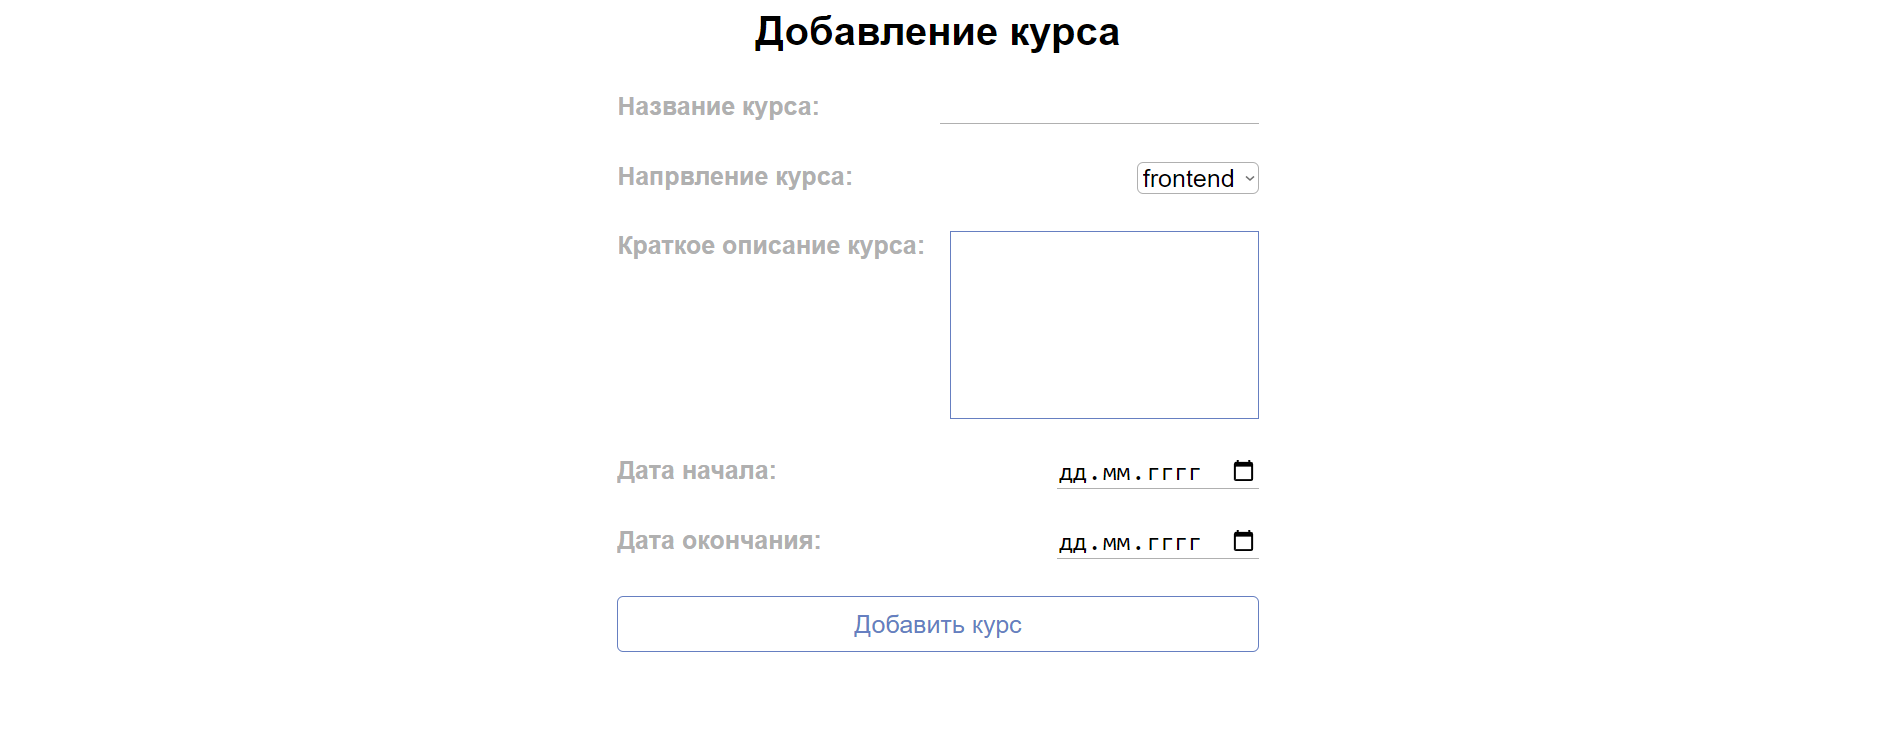 Добавление курса
Название курса:
Напрвление курса:
frontend
Краткое описание курса:
Дата начала:
дд.мм.гггг
Дата окончания:
дд.мм.гггг
Добавить курс